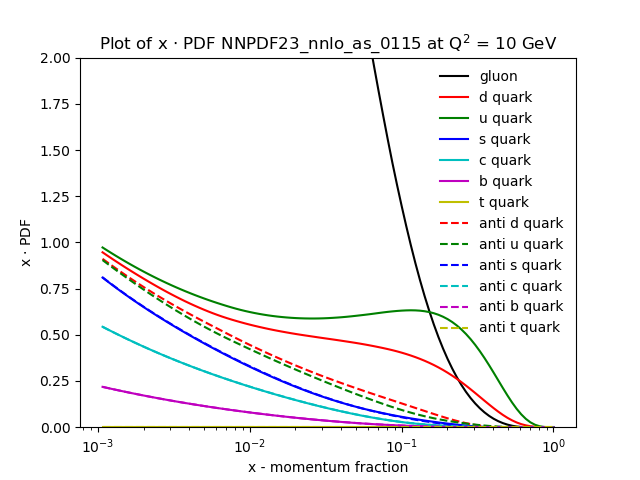 Plot of x · PDF NNPDF23_nnlo_as_0115 at Q² = 10 GeV
2.00
1.75
1.50
1.25
1.00
0.75
0.50
0.25
0.00
x · PDF
gluon
d quark
u quark
s quark
c quark
b quark
t quark
anti d quark
anti u quark
anti s quark
anti c quark
anti b quark
anti t quark
10⁻³ 10⁻² 10⁻¹ 10⁰
x - momentum fraction